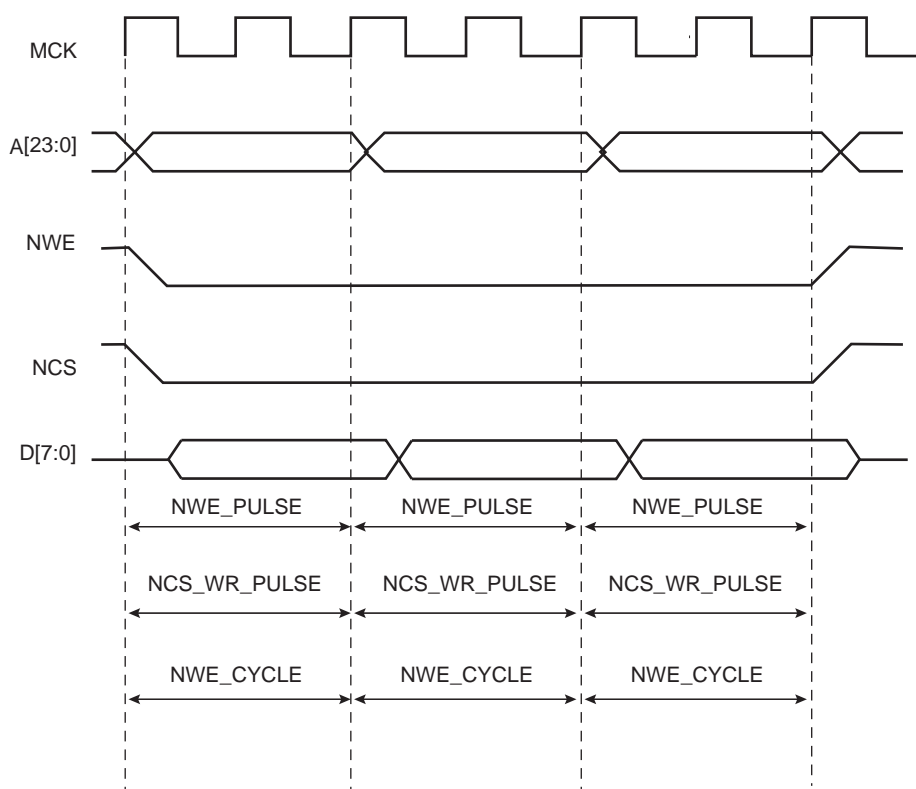 MCK
A[23:0]
NWE
NCS
D[7:0]
NWE_PULSE NWE_PULSE NWE_PULSE
NCS_WR_PULSE NCS_WR_PULSE NCS_WR_PULSE
NWE_CYCLE NWE_CYCLE NWE_CYCLE